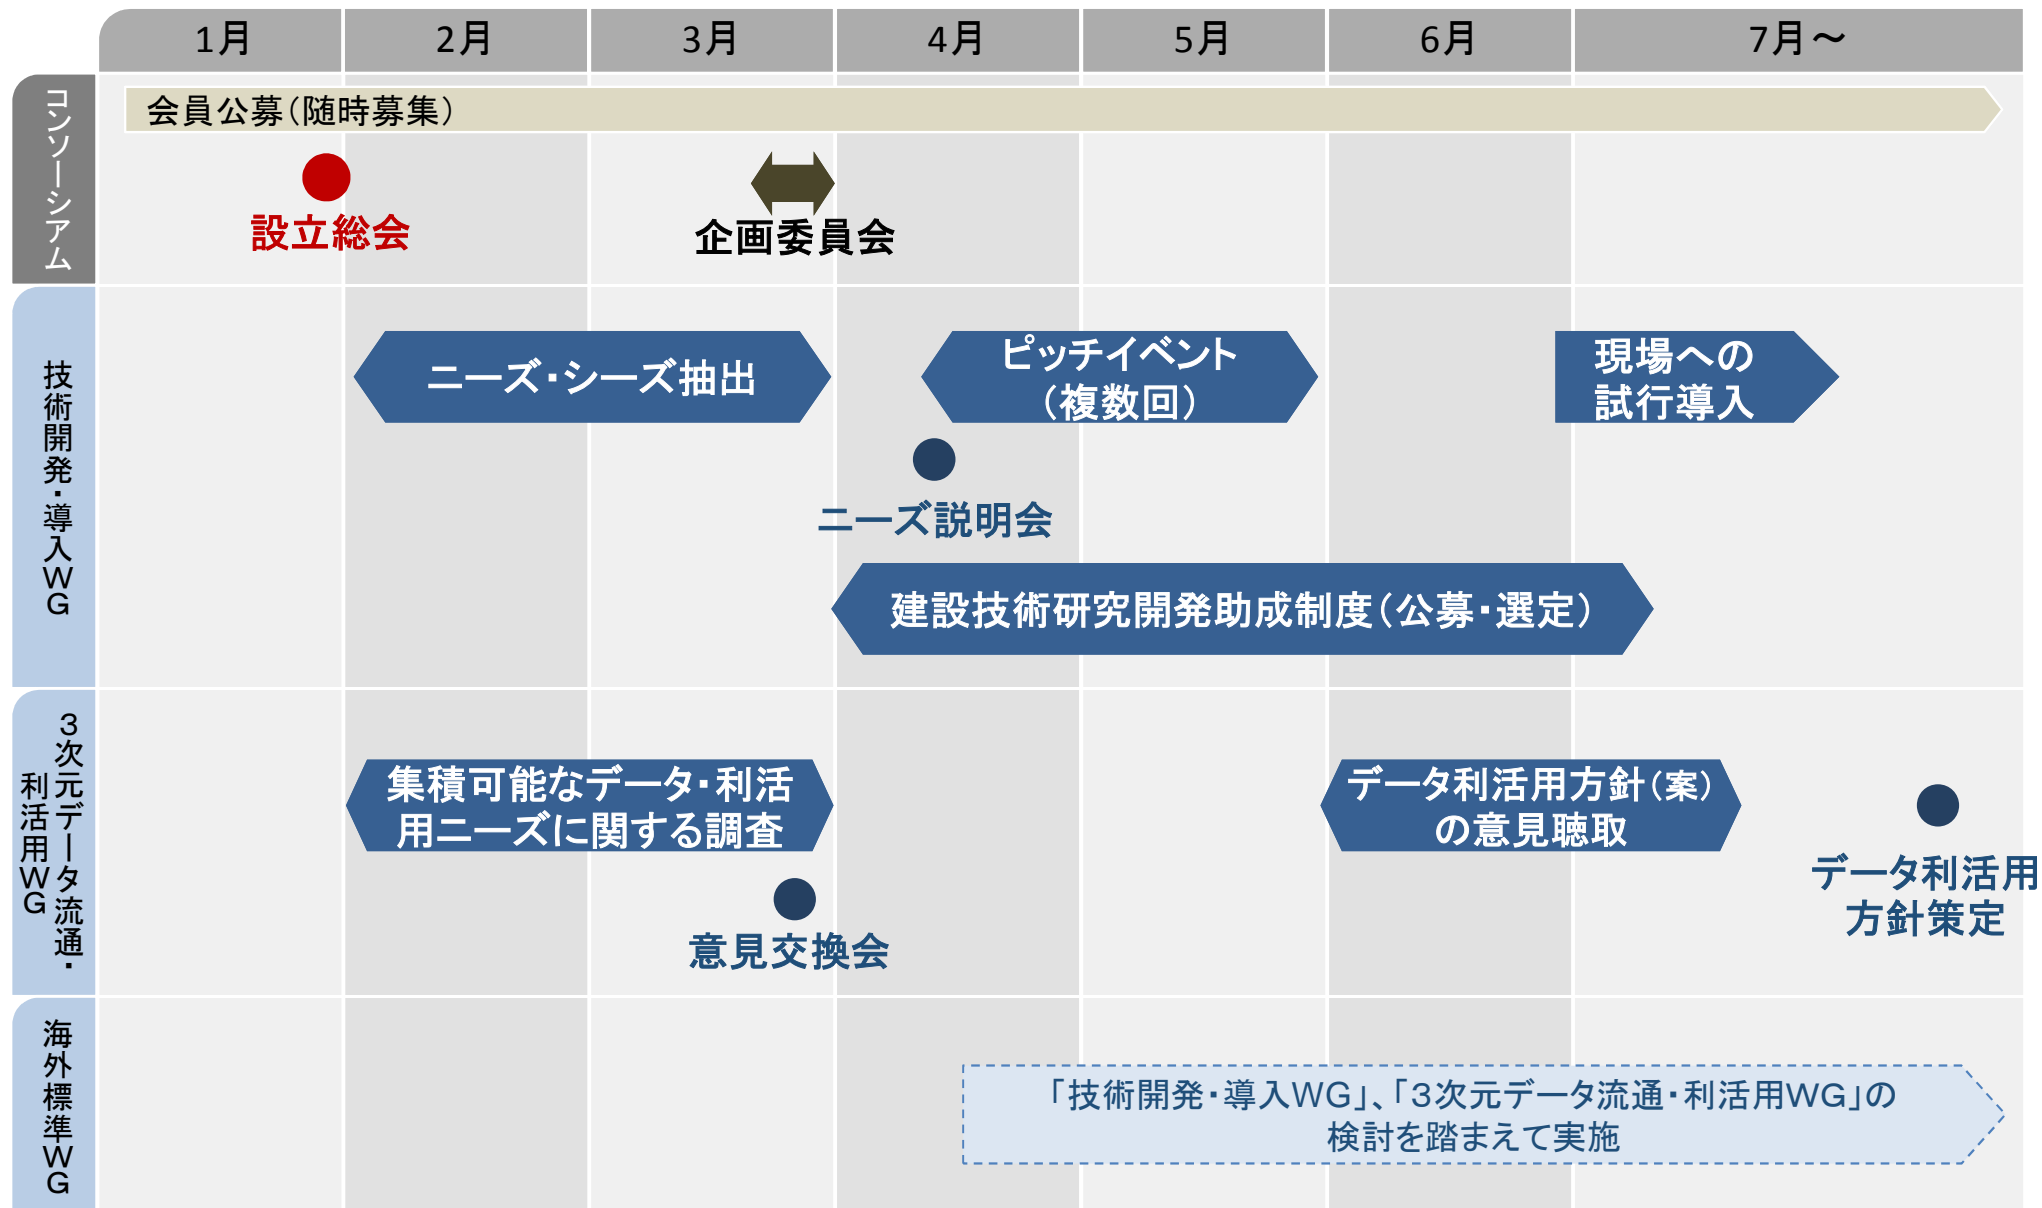 1月 2月 3月 4月 5月 6月 7月～
コンソーシアム
会員公募（随時募集）
設立総会
企画委員会
技術開発・導入WG
ニーズ・シーズ抽出
ピッチイベント
（複数回）
現場への
試行導入
ニーズ説明会
建設技術研究開発助成制度（公募・選定）
３次元データ流通・
利活用WG
集積可能なデータ・利活
用ニーズに関する調査
データ利活用方針（案）
の意見聴取
意見交換会
データ利活用
方針策定
海外標準WG
「技術開発・導入WG」、「３次元データ流通・利活用WG」の
検討を踏まえて実施